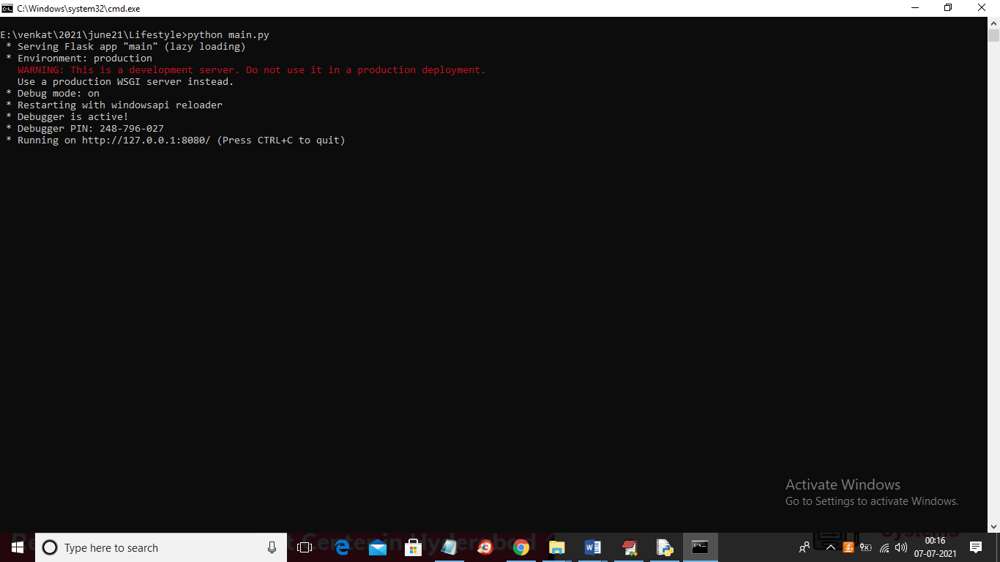 C:\Windows\system32\cmd.exe
E:\venkat\2021\june21\Lifestyle>python main.py
* Serving Flask app "main" (lazy loading)
* Environment: production
WARNING: This is a development server. Do not use it in a production deployment.
Use a production WSGI server instead.
* Debug mode: on
* Restarting with windowsapi reloader
* Debugger is active!
* Debugger PIN: 248-796-027
* Running on http://127.0.0.1:8080/ (Press CTRL+C to quit)
Activate Windows
Go to Settings to activate Windows.
Type here to search
Center in Hyderabad
Systems
00:16
07-07-2021